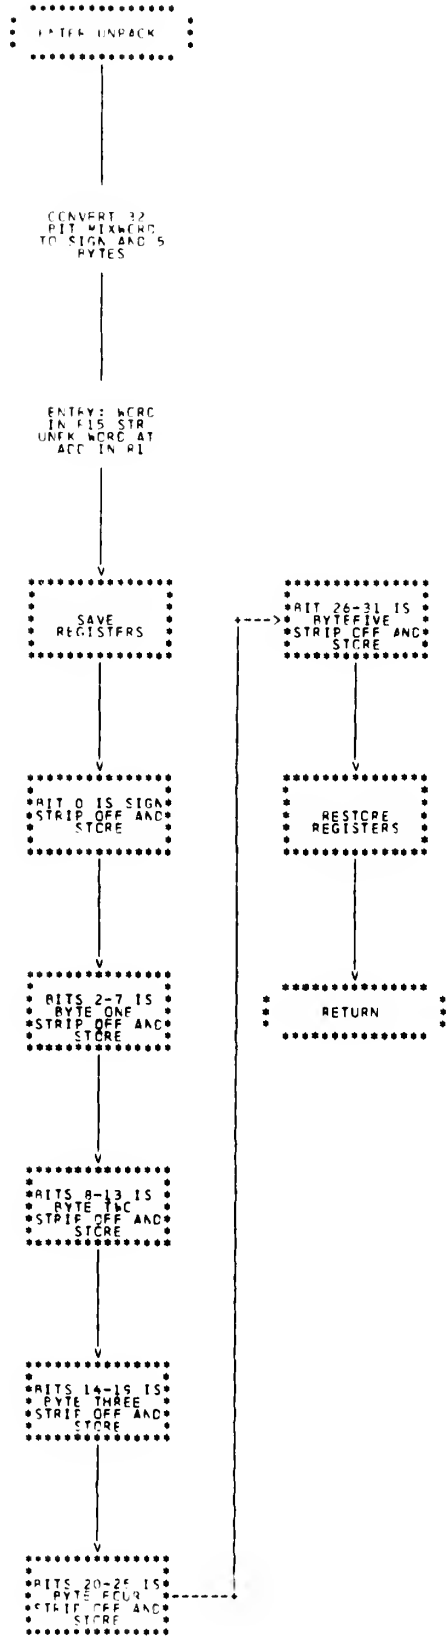 ENTER UNPACK
CONVERT 32
BIT MIXWORD
TO SIGN AND 5
BYTES
ENTRY: WORD
IN R15 STR
UNPK WORD AT
ADD IN R1
SAVE
REGISTERS
BIT 0 IS SIGN
STRIP OFF AND
STORE
BITS 2-7 IS
BYTE ONE
STRIP OFF AND
STORE
BITS 8-13 IS
BYTE TWO
STRIP OFF AND
STORE
BITS 14-19 IS
BYTE THREE
STRIP OFF AND
STORE
BITS 20-25 IS
BYTE FOUR
STRIP OFF AND
STORE
BIT 26-31 IS
BYTEFIVE
STRIP OFF AND
STORE
RESTORE
REGISTERS
RETURN